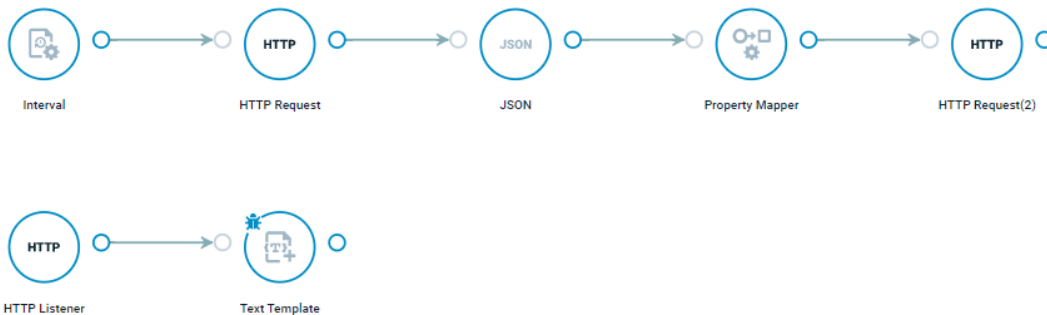 HTTP
JSON
HTTP
Interval
HTTP Request
JSON
Property Mapper
HTTP Request(2)
HTTP
{T}
HTTP Listener
Text Template